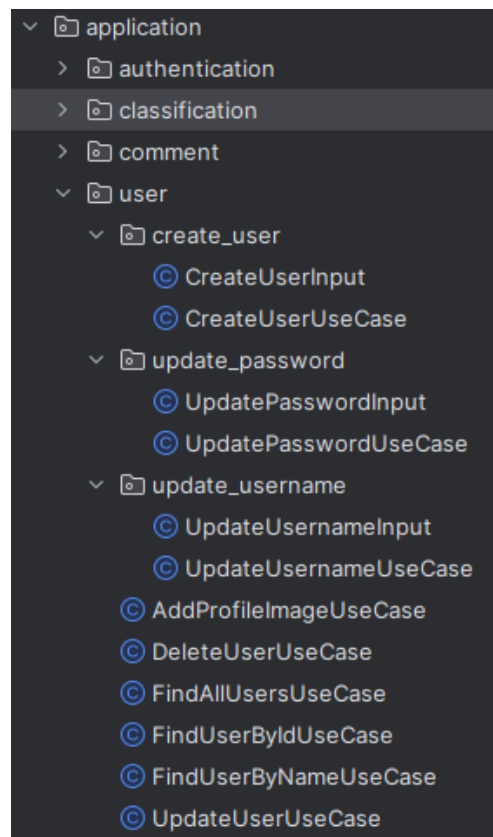 application
authentication
classification
comment
user
create_user
CreateUserInput
CreateUserUseCase
update_password
UpdatePasswordInput
UpdatePasswordUseCase
update_username
UpdateUsernameInput
UpdateUsernameUseCase
AddProfileImageUseCase
DeleteUserUseCase
FindAllUsersUseCase
FindUserByIdUseCase
FindUserByNameUseCase
UpdateUserUseCase